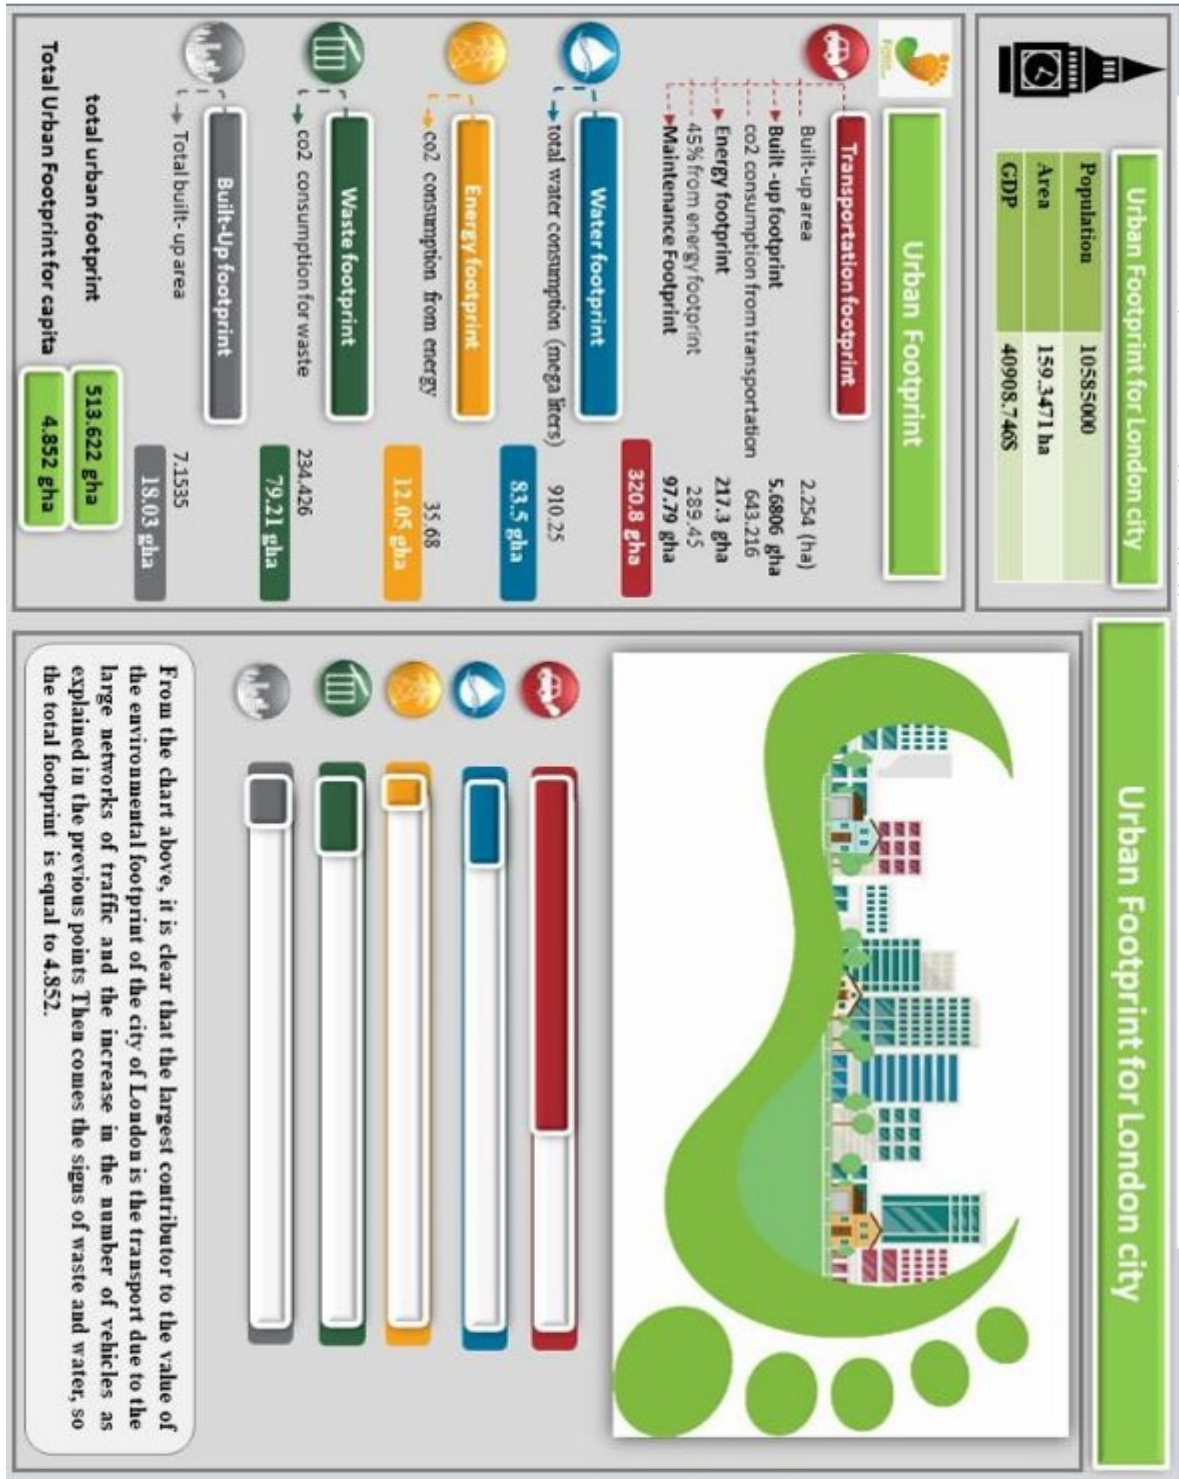 Urban Footprint for London city
Population 10585000
Area 159.3471 ha
GDP 40908.746S
Urban Footprint
Transportation footprint
Built-up area 2.254 (ha)
Built -up footprint 5.6806 gha
co2 consumption from transportation 643.216
Energy footprint 217.3 gha
45% from energy footprint 289.45
Maintenance Footprint 97.79 gha
320.8 gha
Water footprint
total water consumption (mega liters) 910.25
83.5 gha
Energy footprint
co2 consumption from energy 35.68
12.05 gha
Waste footprint
co2 consumption for waste 234.426
79.21 gha
Built-Up footprint
Total built- up area 7.1535
18.03 gha
total urban footprint 513.622 gha
Total Urban Footprint for capita 4.852 gha
Urban Footprint for London city
From the chart above, it is clear that the largest contributor to the value of
the environmental footprint of the city of London is the transport due to the
large networks of traffic and the increase in the number of vehicles as
explained in the previous points Then comes the signs of waste and water, so
the total footprint is equal to 4.852.